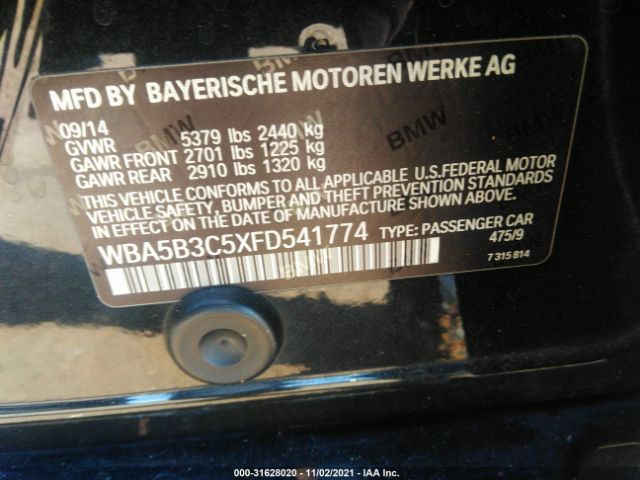 MFD BY BAYERISCHE MOTOREN WERKE AG
09/14
GVWR 5379 lbs 2440 kg
GAWR FRONT 2701 lbs 1225 kg
GAWR REAR 2910 lbs 1320 kg
THIS VEHICLE CONFORMS TO ALL APPLICABLE U.S.FEDERAL MOTOR
VEHICLE SAFETY, BUMPER AND THEFT PREVENTION STANDARDS
IN EFFECT ON THE DATE OF MANUFACTURE SHOWN ABOVE.
WBA5B3C5XFD541774 TYPE: PASSENGER CAR
475/9
7 315 814
BMW
BMW
BMW
000-31628020 - 11/02/2021 - IAA Inc.